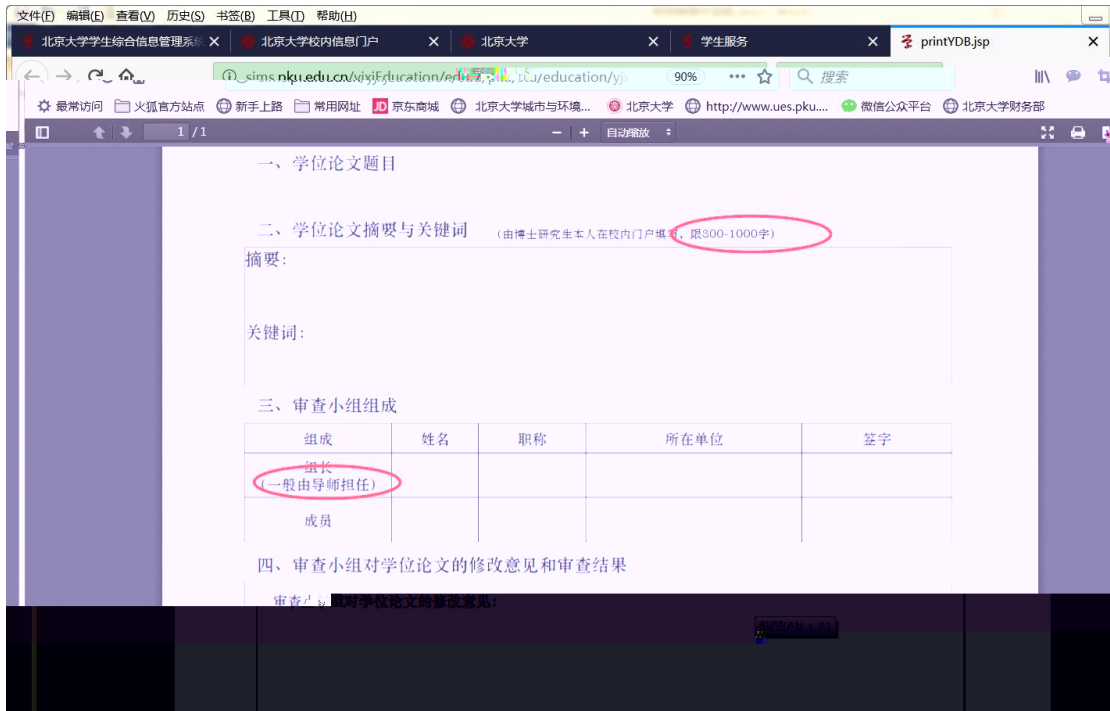 文件(F) 编辑(E) 查看(V) 历史(S) 书签(B) 工具(T) 帮助(H)
北京大学学生综合信息管理系统 北京大学校内信息门户 北京大学 学生服务 printYDB.jsp
90% 搜索
最常访问 火狐官方站点 新手上路 常用网址 JD 京东商城 北京大学城市与环境... 北京大学 http://www.ues.pku.... 微信公众平台 北京大学财务部
1 / 1 自动缩放
一、学位论文题目
二、学位论文摘要与关键词 (由博士研究生本人在校内门户填写, 限800-1000字)
摘要:
关键词:
三、审查小组组成
组成 姓名 职称 所在单位 签字
组长
(一般由导师担任)
成员
四、审查小组对学位论文的修改意见和审查结果
审查小组对学位论文的修改意见: